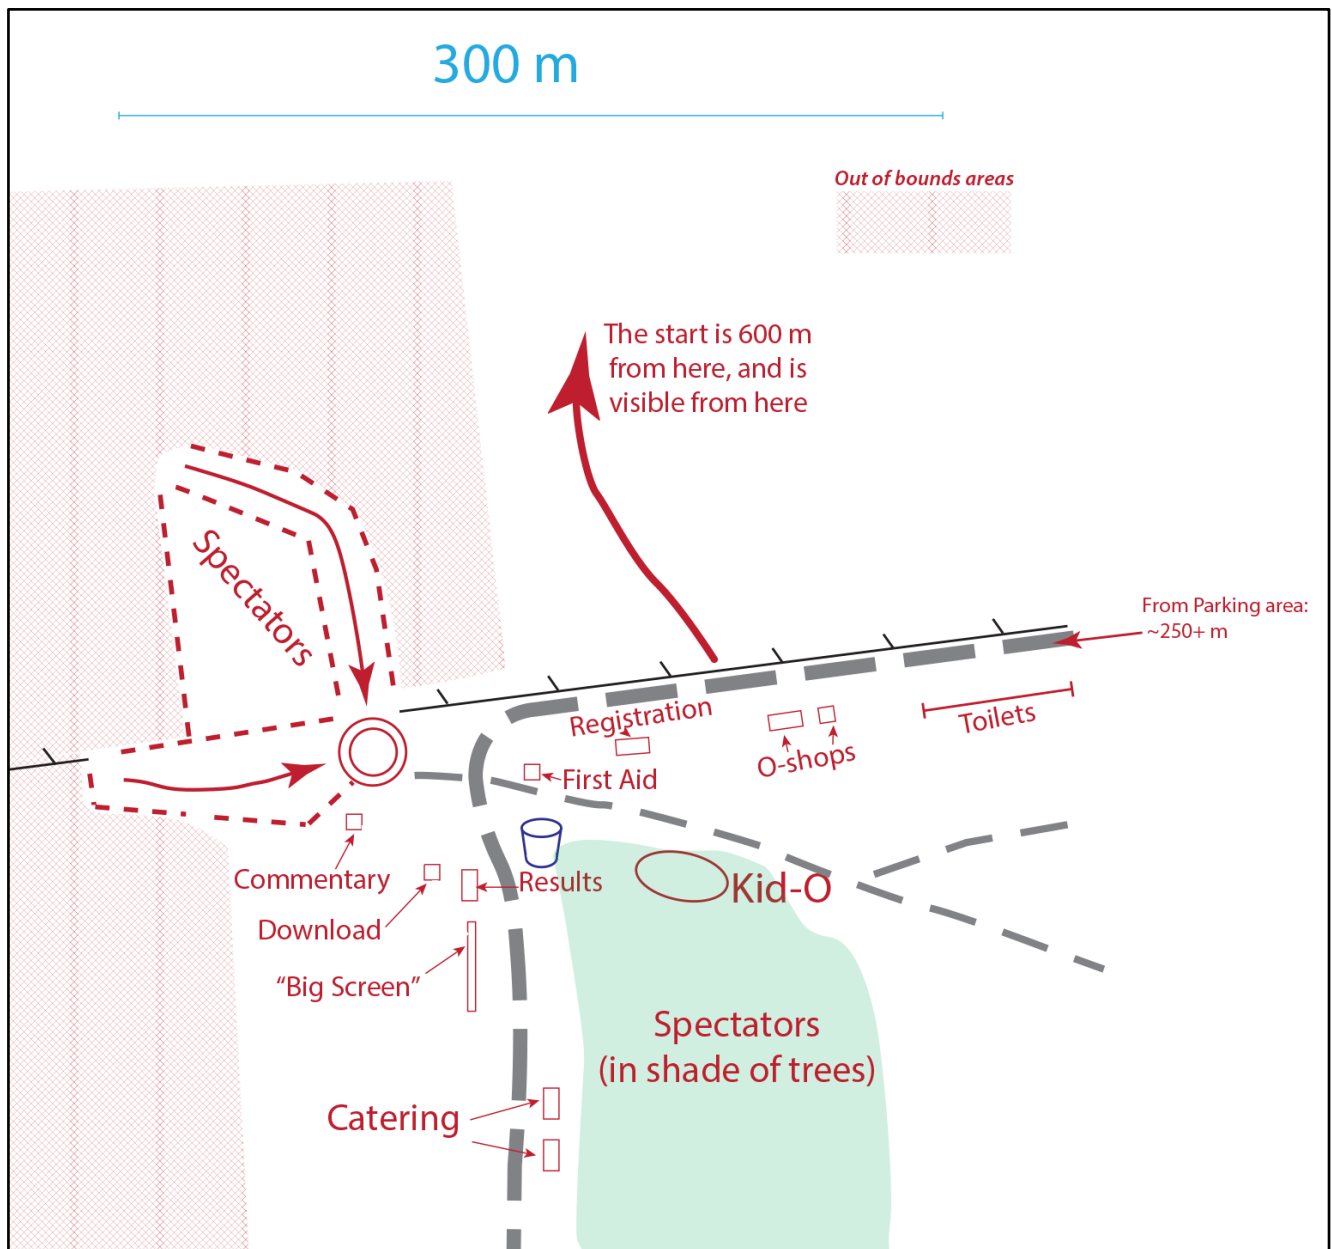 300 m
Out of bounds areas
The start is 600 m
from here, and is
visible from here
Spectators
From Parking area:
~250+ m
Registration
Toilets
O-shops
First Aid
Commentary
Results
Kid-O
Download
“Big Screen”
Spectators
(in shade of trees)
Catering